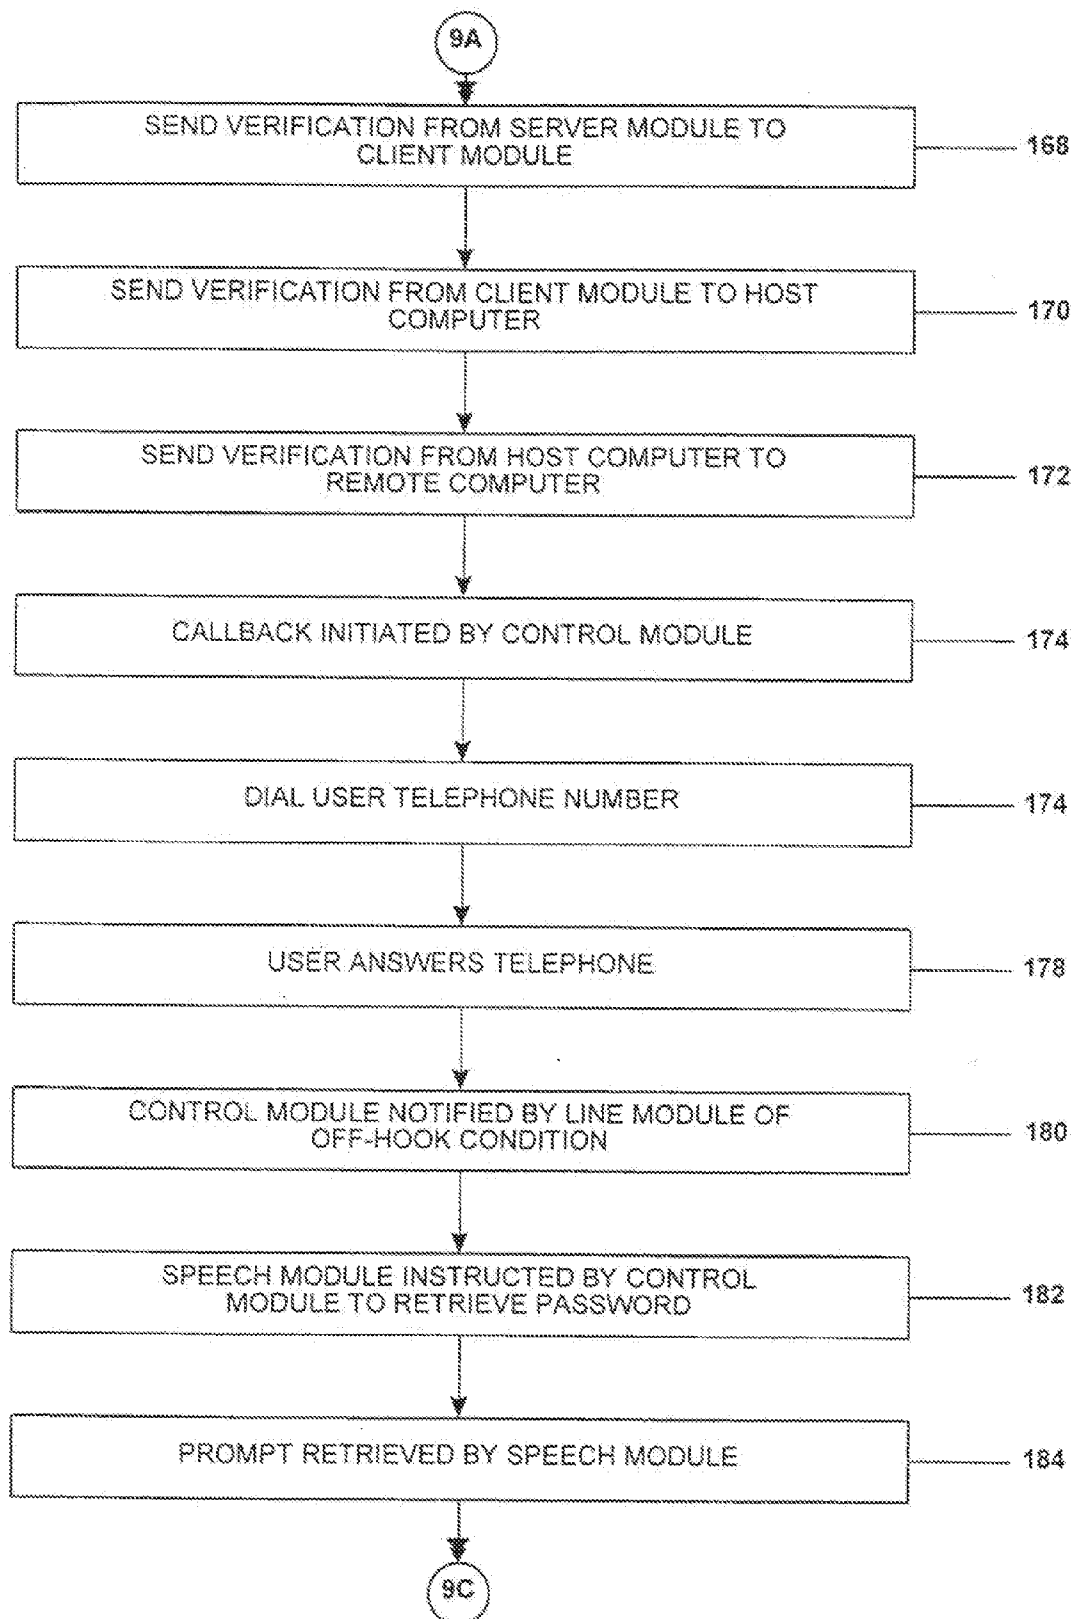 9A
SEND VERIFICATION FROM SERVER MODULE TO
CLIENT MODULE
168
SEND VERIFICATION FROM CLIENT MODULE TO HOST
COMPUTER
170
SEND VERIFICATION FROM HOST COMPUTER TO
REMOTE COMPUTER
172
CALLBACK INITIATED BY CONTROL MODULE
174
DIAL USER TELEPHONE NUMBER
174
USER ANSWERS TELEPHONE
178
CONTROL MODULE NOTIFIED BY LINE MODULE OF
OFF-HOOK CONDITION
180
SPEECH MODULE INSTRUCTED BY CONTROL
MODULE TO RETRIEVE PASSWORD
182
PROMPT RETRIEVED BY SPEECH MODULE
184
9C